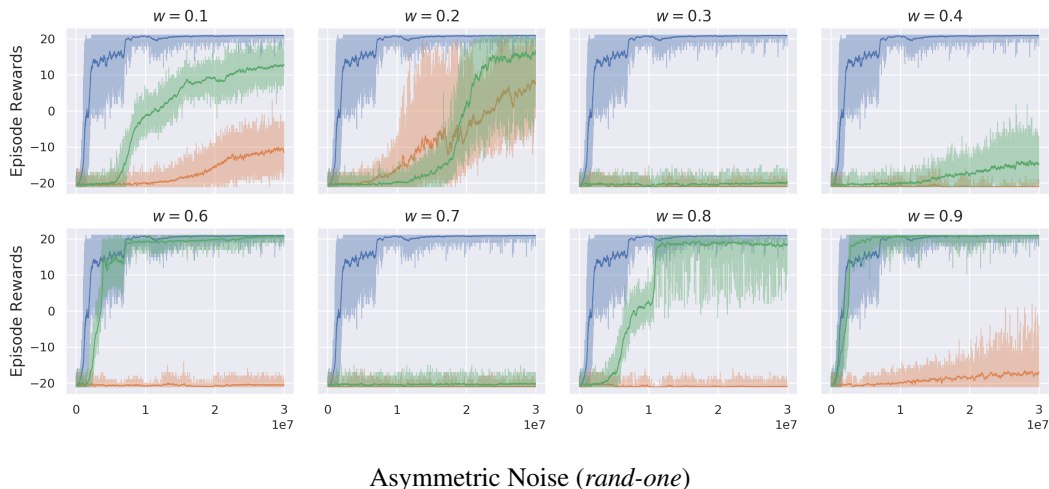 w = 0.1 w = 0.2 w = 0.3 w = 0.4
Episode Rewards
20
10
0
−10
−20
w = 0.6 w = 0.7 w = 0.8 w = 0.9
Episode Rewards
20
10
0
−10
−20
0 1 2 3 0 1 2 3 0 1 2 3 0 1 2 3
1e7 1e7 1e7 1e7
Asymmetric Noise (rand-one)